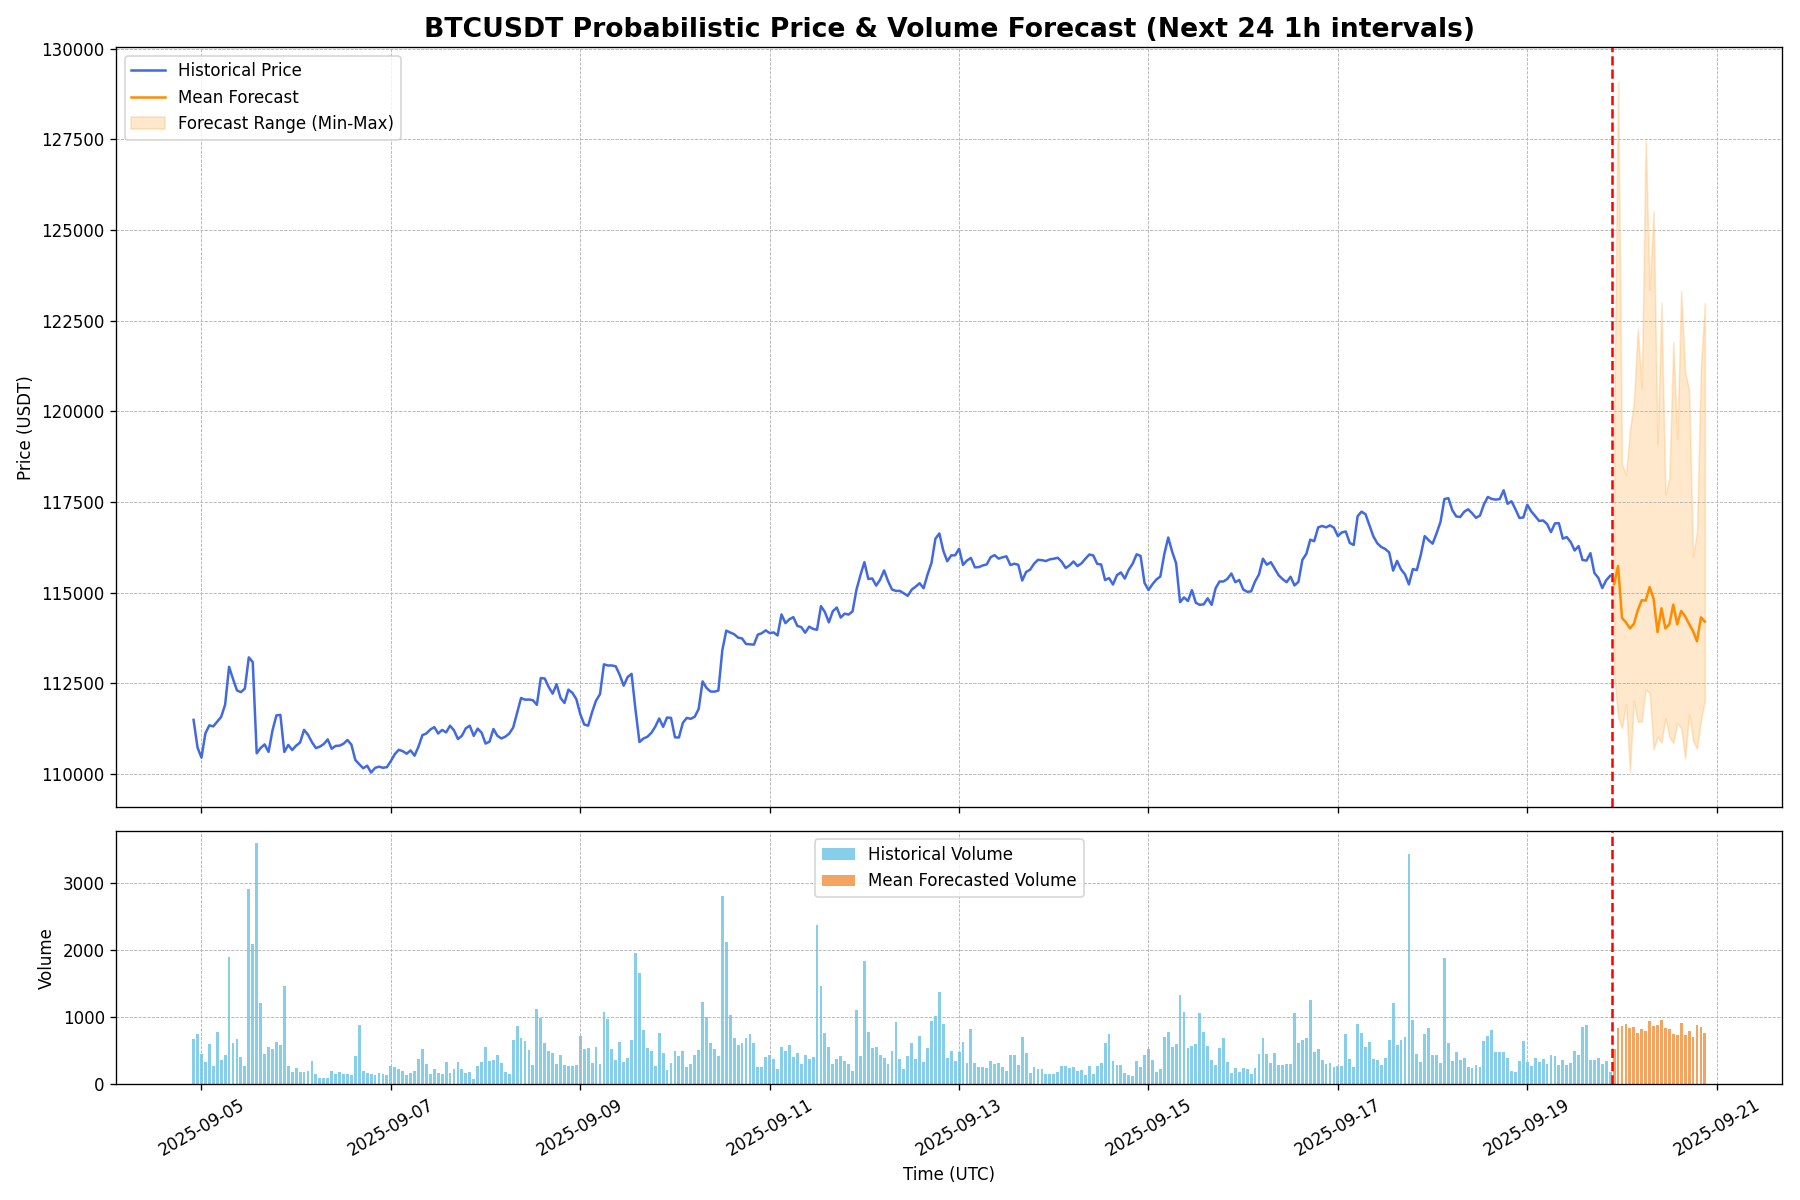 BTCUSDT Probabilistic Price & Volume Forecast (Next 24 1h intervals)
130000
127500
125000
122500
120000
117500
115000
112500
110000
Price (USDT)
Historical Price
Mean Forecast
Forecast Range (Min-Max)
3000
2000
1000
0
Volume
Historical Volume
Mean Forecasted Volume
2025-09-05
2025-09-07
2025-09-09
2025-09-11
2025-09-13
2025-09-15
2025-09-17
2025-09-19
2025-09-21
Time (UTC)